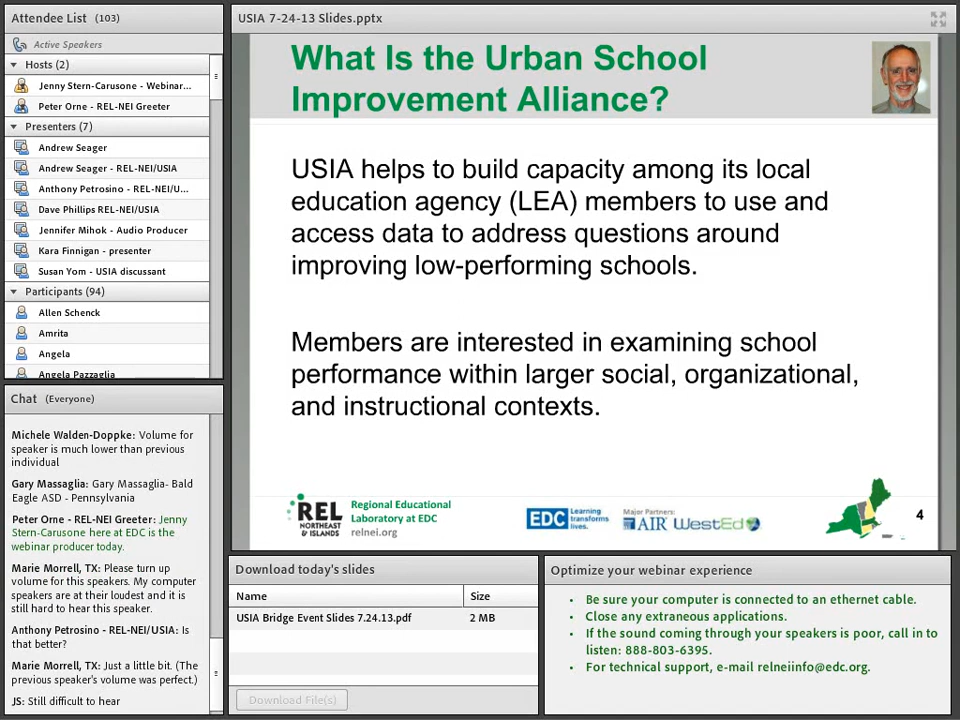 Attendee List (103)
Active Speakers
Hosts (2)
Jenny Stern-Carusone - Webinar...
Peter Orne - REL-NEI Greeter
Presenters (7)
Andrew Seager
Andrew Seager - REL-NEI/USIA
Anthony Petrosino - REL-NEI/U...
Dave Phillips REL-NEI/USIA
Jennifer Mihok - Audio Producer
Kara Finnigan - presenter
Susan Yom - USIA discussant
Participants (94)
Allen Schenck
Amrita
Angela
Angela Pazzaglia
Chat (Everyone)
Michele Walden-Doppke: Volume for
speaker is much lower than previous
individual
Gary Massaglia: Gary Massaglia- Bald
Eagle ASD - Pennsylvania
Peter Orne - REL-NEI Greeter: Jenny
Stern-Carusone here at EDC is the
webinar producer today.
Marie Morrell, TX: Please turn up
volume for this speakers. My computer
speakers are at their loudest and it is
still hard to hear this speaker.
Anthony Petrosino - REL-NEI/USIA: Is
that better?
Marie Morrell, TX: Just a little bit. (The
previous speaker's volume was perfect.)
JS: Still difficult to hear
USIA 7-24-13 Slides.pptx
What Is the Urban School
Improvement Alliance?
USIA helps to build capacity among its local
education agency (LEA) members to use and
access data to address questions around
improving low-performing schools.
Members are interested in examining school
performance within larger social, organizational,
and instructional contexts.
REL
NORTHEAST
& ISLANDS
Regional Educational
Laboratory at EDC
relnei.org
EDC Learning
transforms
lives.
Major Partners:
AIR WestEd
4
Download today's slides
Name Size
USIA Bridge Event Slides 7.24.13.pdf 2 MB
Download File(s)
Optimize your webinar experience
• Be sure your computer is connected to an ethernet cable.
• Close any extraneous applications.
• If the sound coming through your speakers is poor, call in to
listen: 888-803-6395.
• For technical support, e-mail relneiinfo@edc.org.